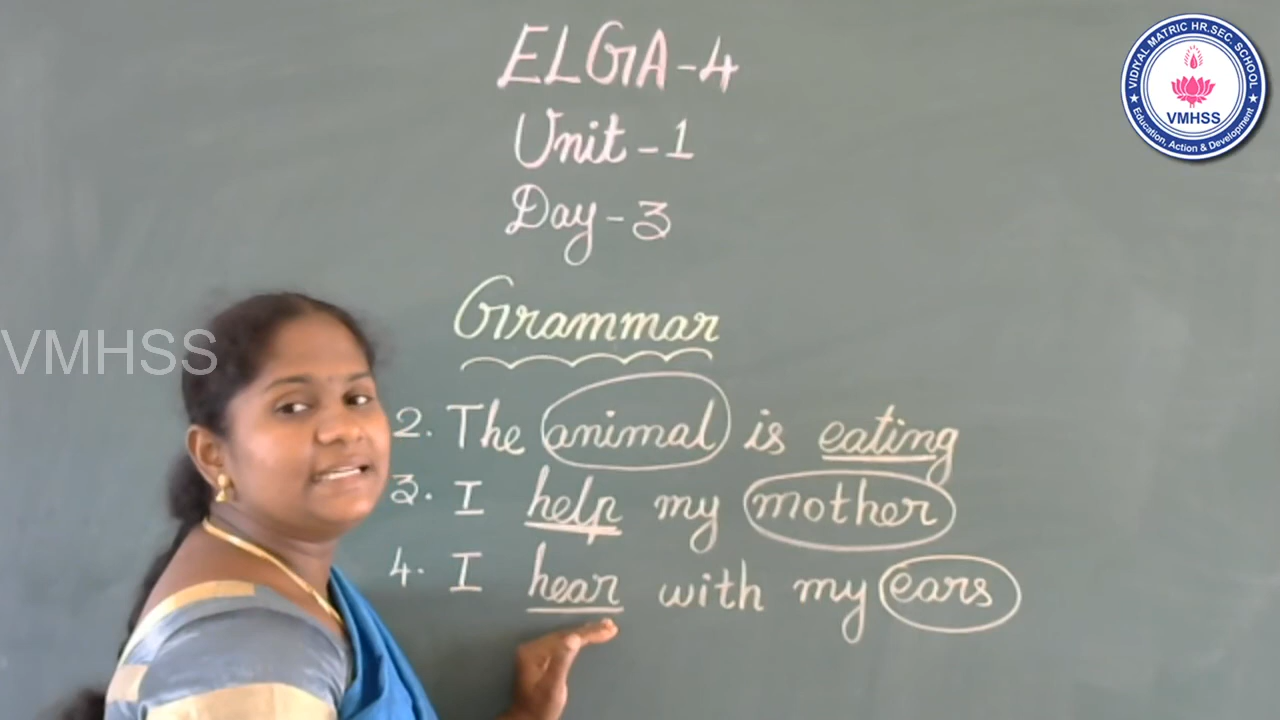 ELGA-4
Unit-1
Day-3
Grammar
2. The animal is eating
3. I help my mother
4. I hear with my ears
VIDIYAL MATRIC HR.SEC. SCHOOL
VMHSS
Education, Action & Development
VMHSS